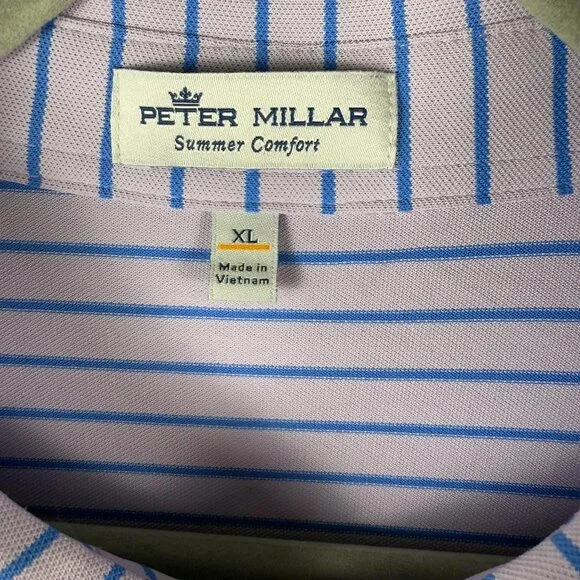 PETER MILLAR
Summer Comfort
XL
Made in
Vietnam